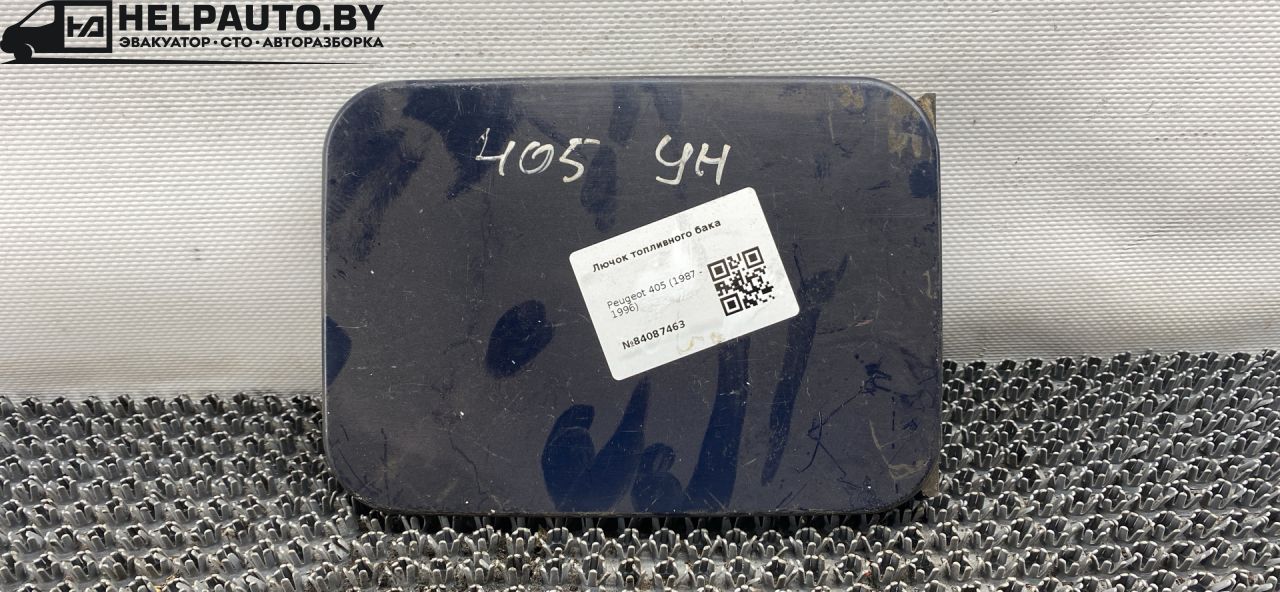 HELPAUTO.BY
ЭВАКУАТОР·СТО·АВТОРАЗБОРКА
405 УН
Лючок топливного бака
Peugeot 405 (1987 -
1996)
№84087463